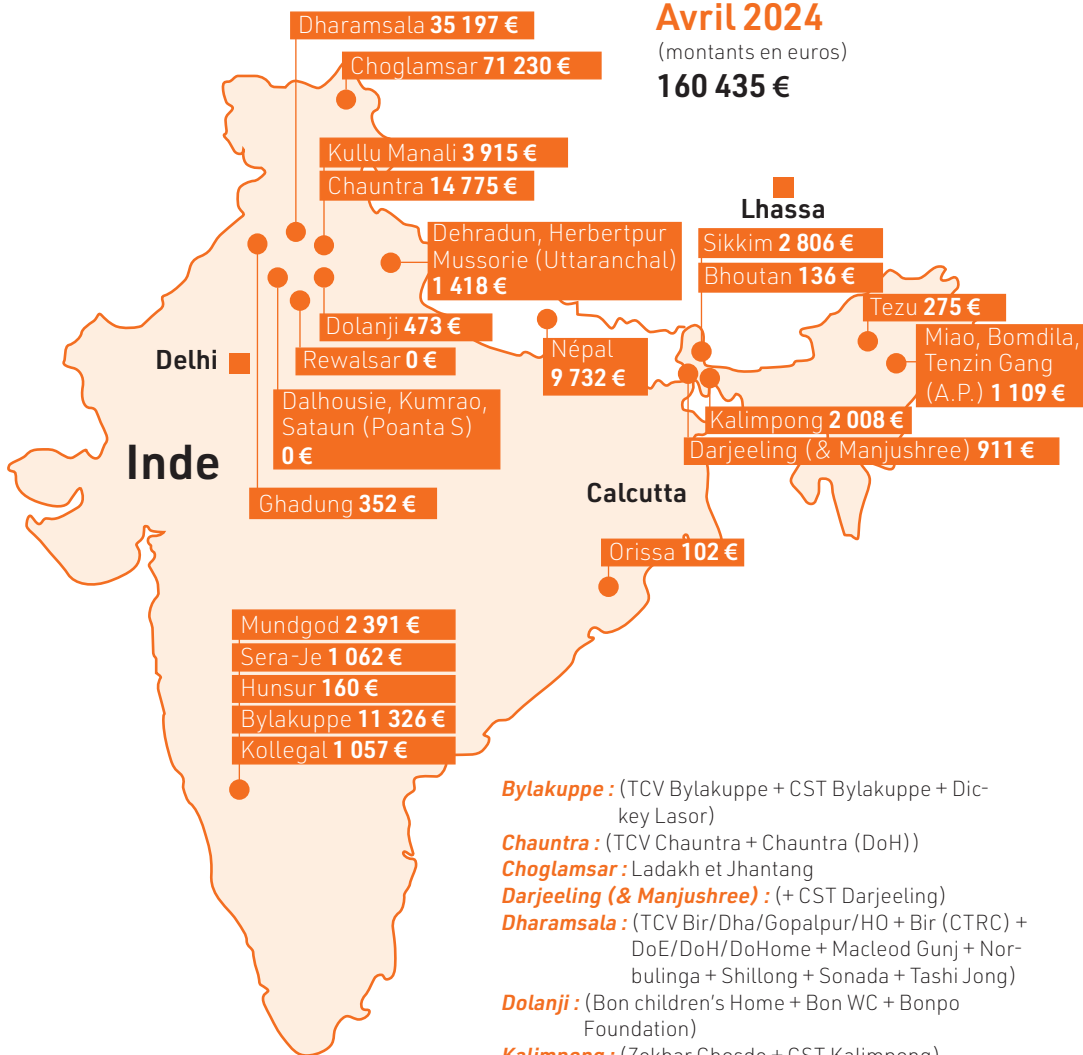 Avril 2024
(montants en euros)
160 435 €
Dharamsala 35 197 €
Choglamsar 71 230 €
Kullu Manali 3 915 €
Chauntra 14 775 €
Lhassa
Dehradun, Herbertpur
Mussorie (Uttaranchal)
1 418 €
Sikkim 2 806 €
Bhoutan 136 €
Tezu 275 €
Dolanji 473 €
Rewalsar 0 €
Népal
9 732 €
Miao, Bomdila,
Tenzin Gang
(A.P.) 1 109 €
Delhi
Dalhousie, Kumrao,
Sataun (Poanta S)
0 €
Kalimpong 2 008 €
Darjeeling (& Manjushree) 911 €
Inde
Ghadung 352 €
Calcutta
Orissa 102 €
Mundgod 2 391 €
Sera-Je 1 062 €
Hunsur 160 €
Bylakuppe 11 326 €
Kollegal 1 057 €
Bylakuppe : (TCV Bylakuppe + CST Bylakuppe + Dic-
key Lasor)
Chauntra : (TCV Chauntra + Chauntra (DoH))
Choglamsar : Ladakh et Jhantang
Darjeeling (& Manjushree) : (+ CST Darjeeling)
Dharamsala : (TCV Bir/Dha/Gopalpur/HO + Bir (CTRC) +
DoE/DoH/DoHome + Macleod Gunj + Nor-
bulinga + Shillong + Sonada + Tashi Jong)
Dolanji : (Bon children's Home + Bon WC + Bonpo
Foundation)
Kalimpong : (Zekhar Chosde + CST Kalimpong)